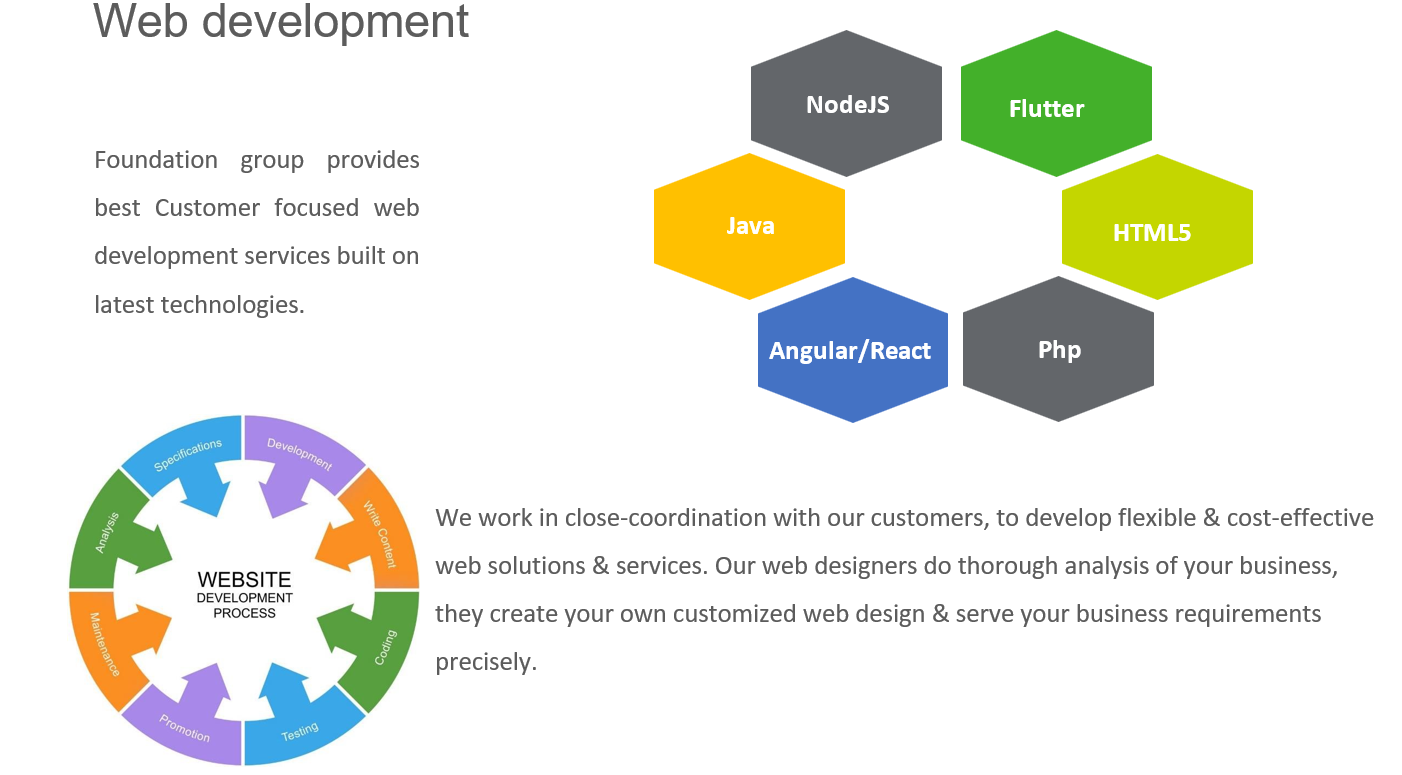 Web development
Foundation group provides
best Customer focused web
development services built on
latest technologies.
NodeJS
Flutter
Java
HTML5
Angular/React
Php
Specifications
Development
Analysis
Write Content
WEBSITE
DEVELOPMENT
PROCESS
Maintenance
Coding
Promotion
Testing
We work in close-coordination with our customers, to develop flexible & cost-effective
web solutions & services. Our web designers do thorough analysis of your business,
they create your own customized web design & serve your business requirements
precisely.